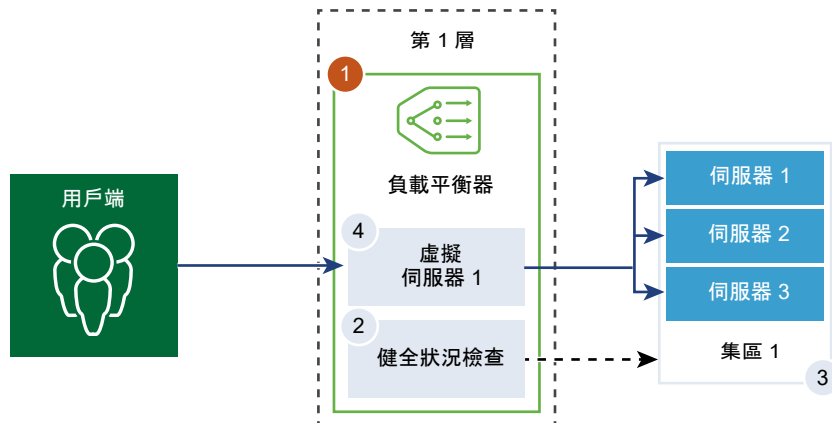 第 1 層
1
負載平衡器
用戶端
4
虛擬
伺服器 1
2
健全狀況檢查
伺服器 1
伺服器 2
伺服器 3
集區 1
3